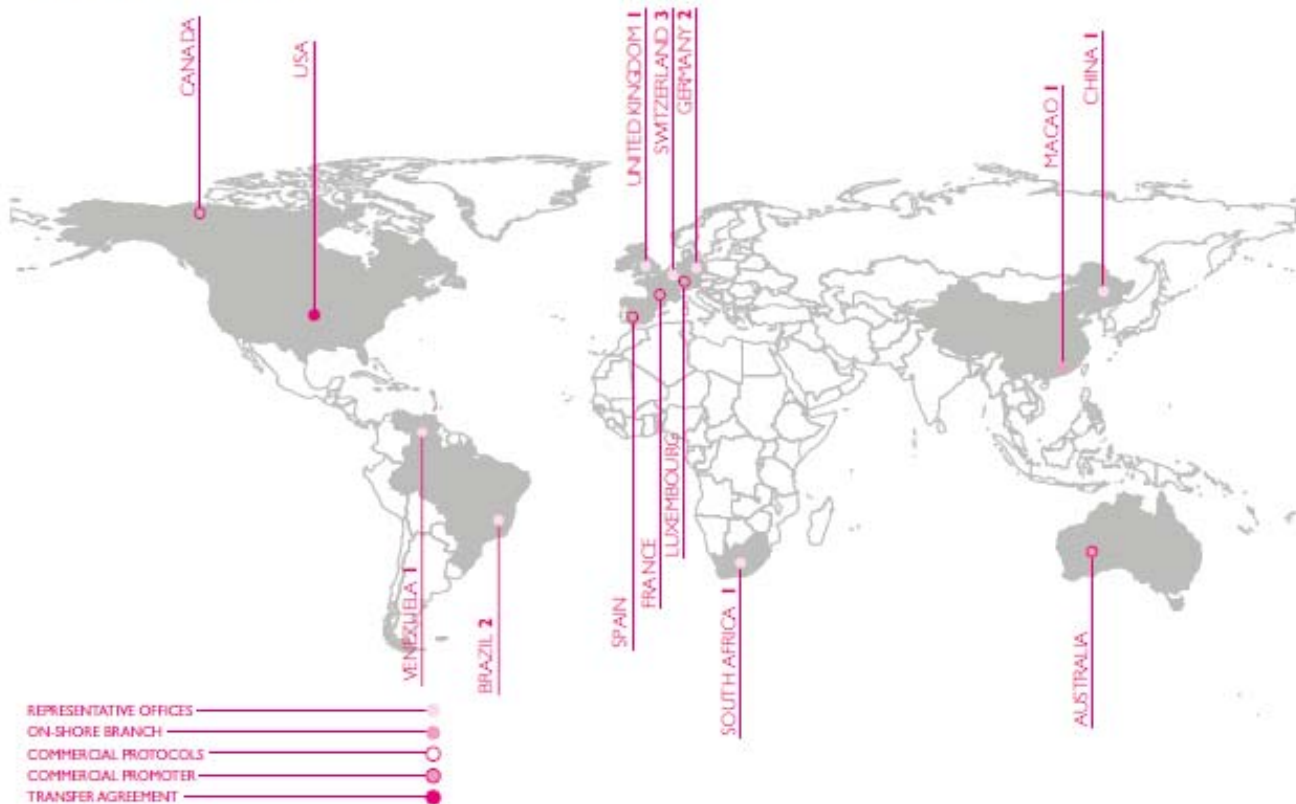 CANADA
USA
UNITED KINGDOM 1
SWITZERLAND 3
GERMANY 2
MACAO 1
CHINA 1
VENEZUELA 1
BRAZIL 2
SPAIN
FRANCE
LUXEMBOURG
SOUTH AFRICA 1
AUSTRALIA
REPRESENTATIVE OFFICES
ON-SHORE BRANCH
COMMERCIAL PROTOCOLS
COMMERCIAL PROMOTER
TRANSFER AGREEMENT